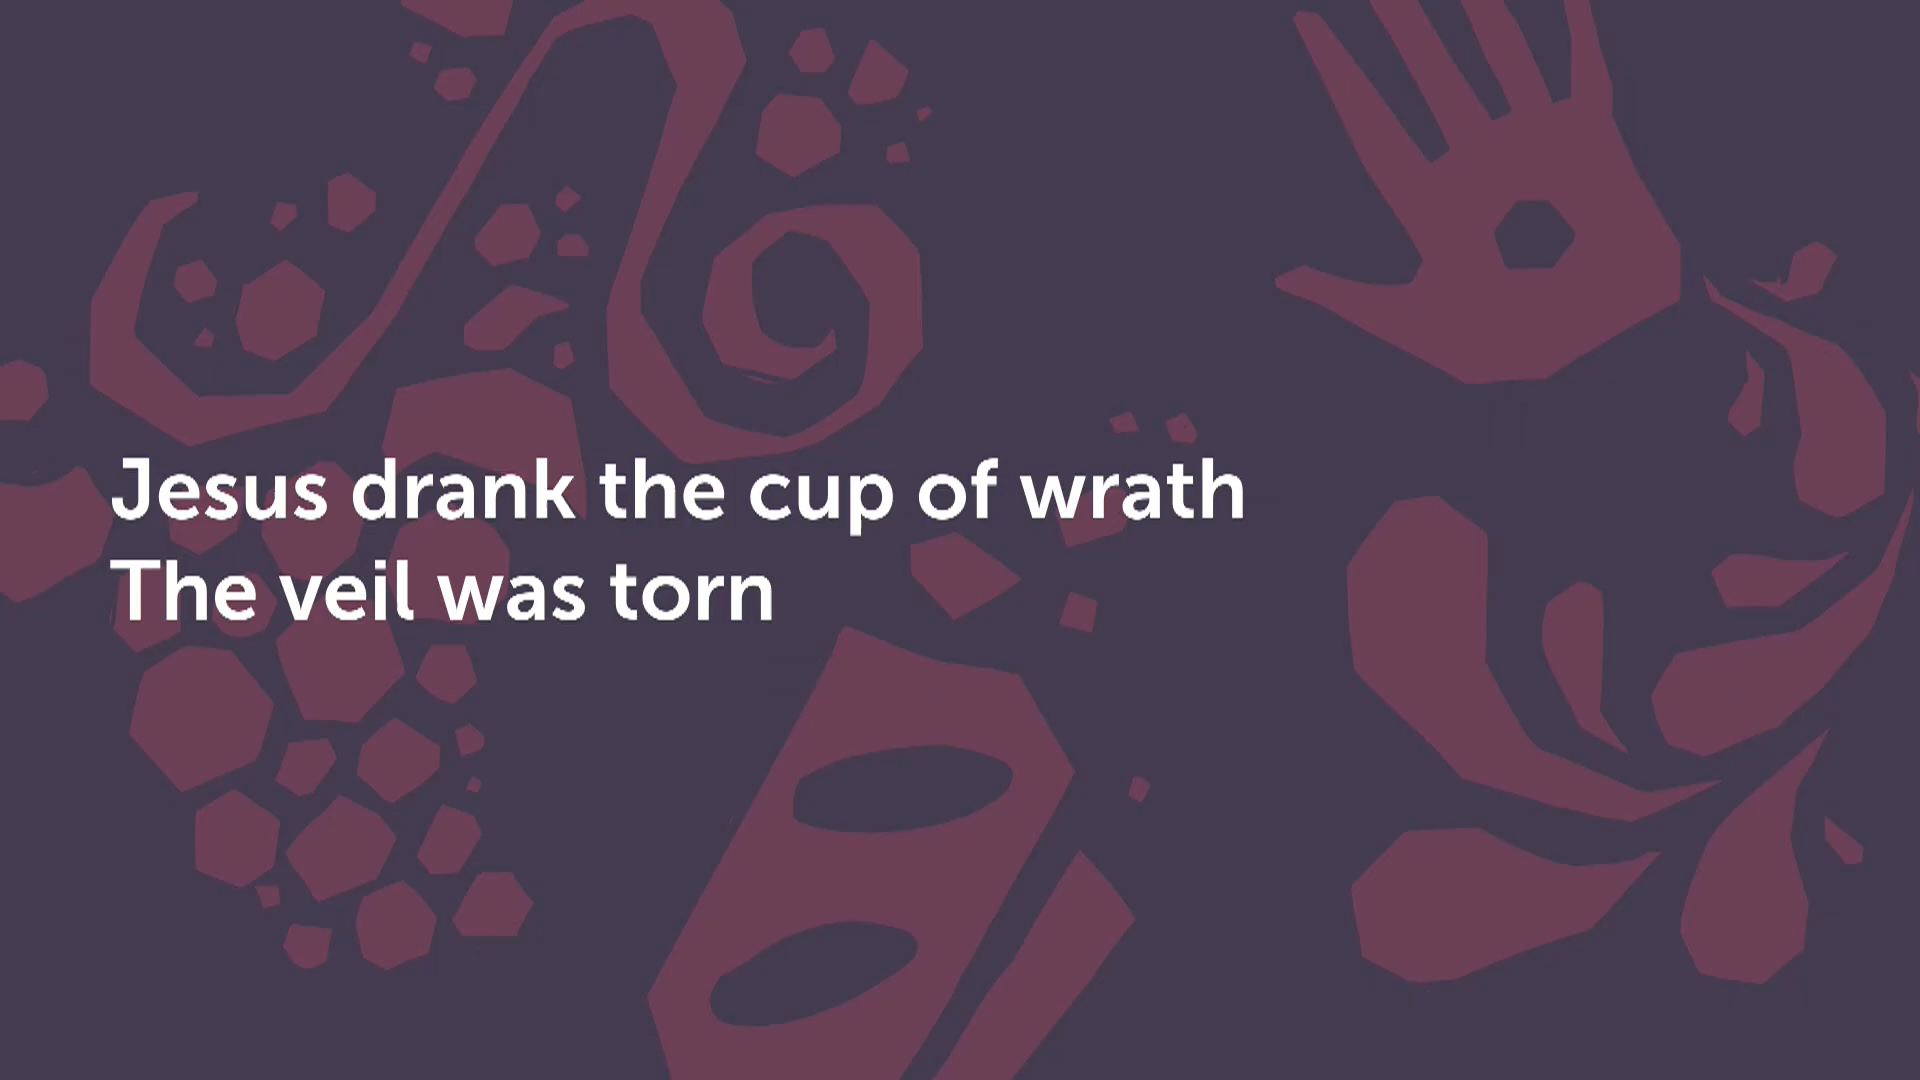 Jesus drank the cup of wrath
The veil was torn